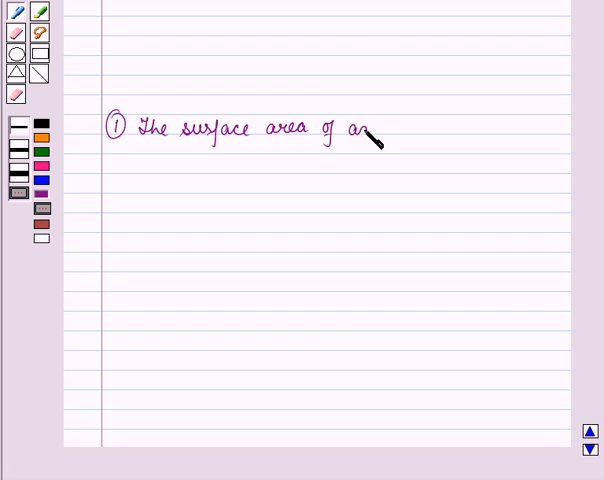 ① The surface area of a